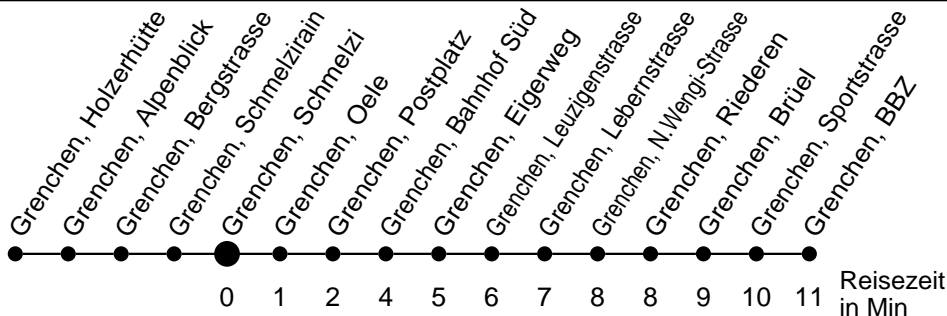 Grenchen, Holzerhütte
Grenchen, Alpenblick
Grenchen, Bergstrasse
Grenchen, Schmelzirain
Grenchen, Schmelzi
Grenchen, Oele
Grenchen, Postplatz
Grenchen, Bahnhof Süd
Grenchen, Eigerweg
Grenchen, Leuzigenstrasse
Grenchen, Lebernstrasse
Grenchen, N.Wengi-Strasse
Grenchen, Riederen
Grenchen, Brüel
Grenchen, Sportstrasse
Grenchen, BBZ
0 1 2 4 5 6 7 8 8 9 10 11
Reisezeit
in Min